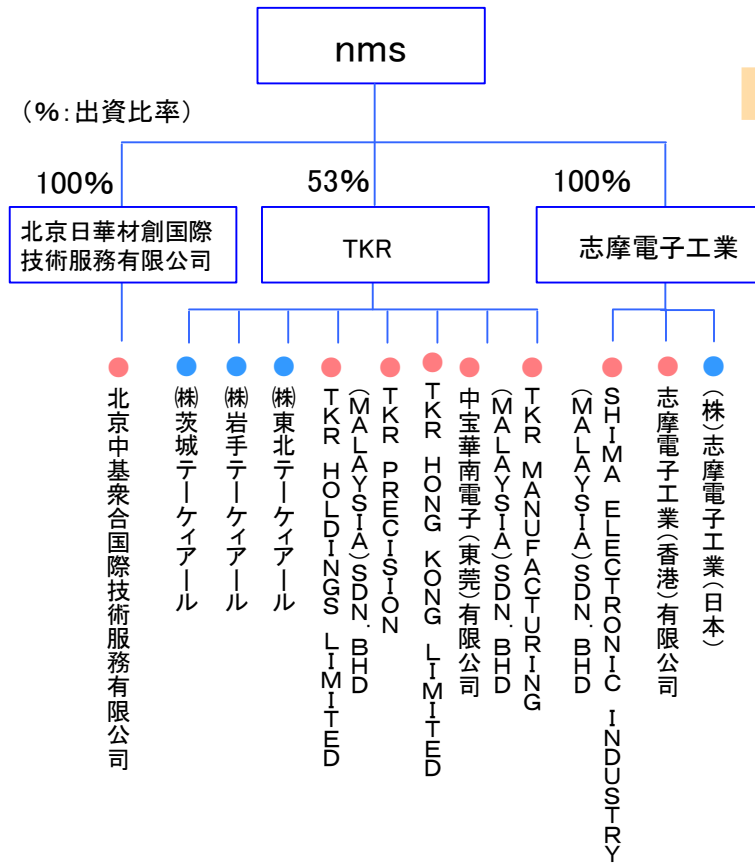 nms
(%:出資比率)
100%
53%
100%
北京日華材創国際
技術服務有限公司
TKR
志摩電子工業
北京中基衆合国際技術服務有限公司
㈱茨城テーケィアール
㈱岩手テーケィアール
㈱東北テーケィアール
TKR HOLDINGS LIMITED
TKR PRECISION
(MALAYSIA)SDN.BHD
TKR HONG KONG LIMITED
中宝華南電子(東莞)有限公司
TKR MANUFACTURING
(MALAYSIA)SDN.BHD
SHIMA ELECTRONIC INDUSTRY
(MALAYSIA)SDN.BHD
志摩電子工業(香港)有限公司
(株)志摩電子工業(日本)